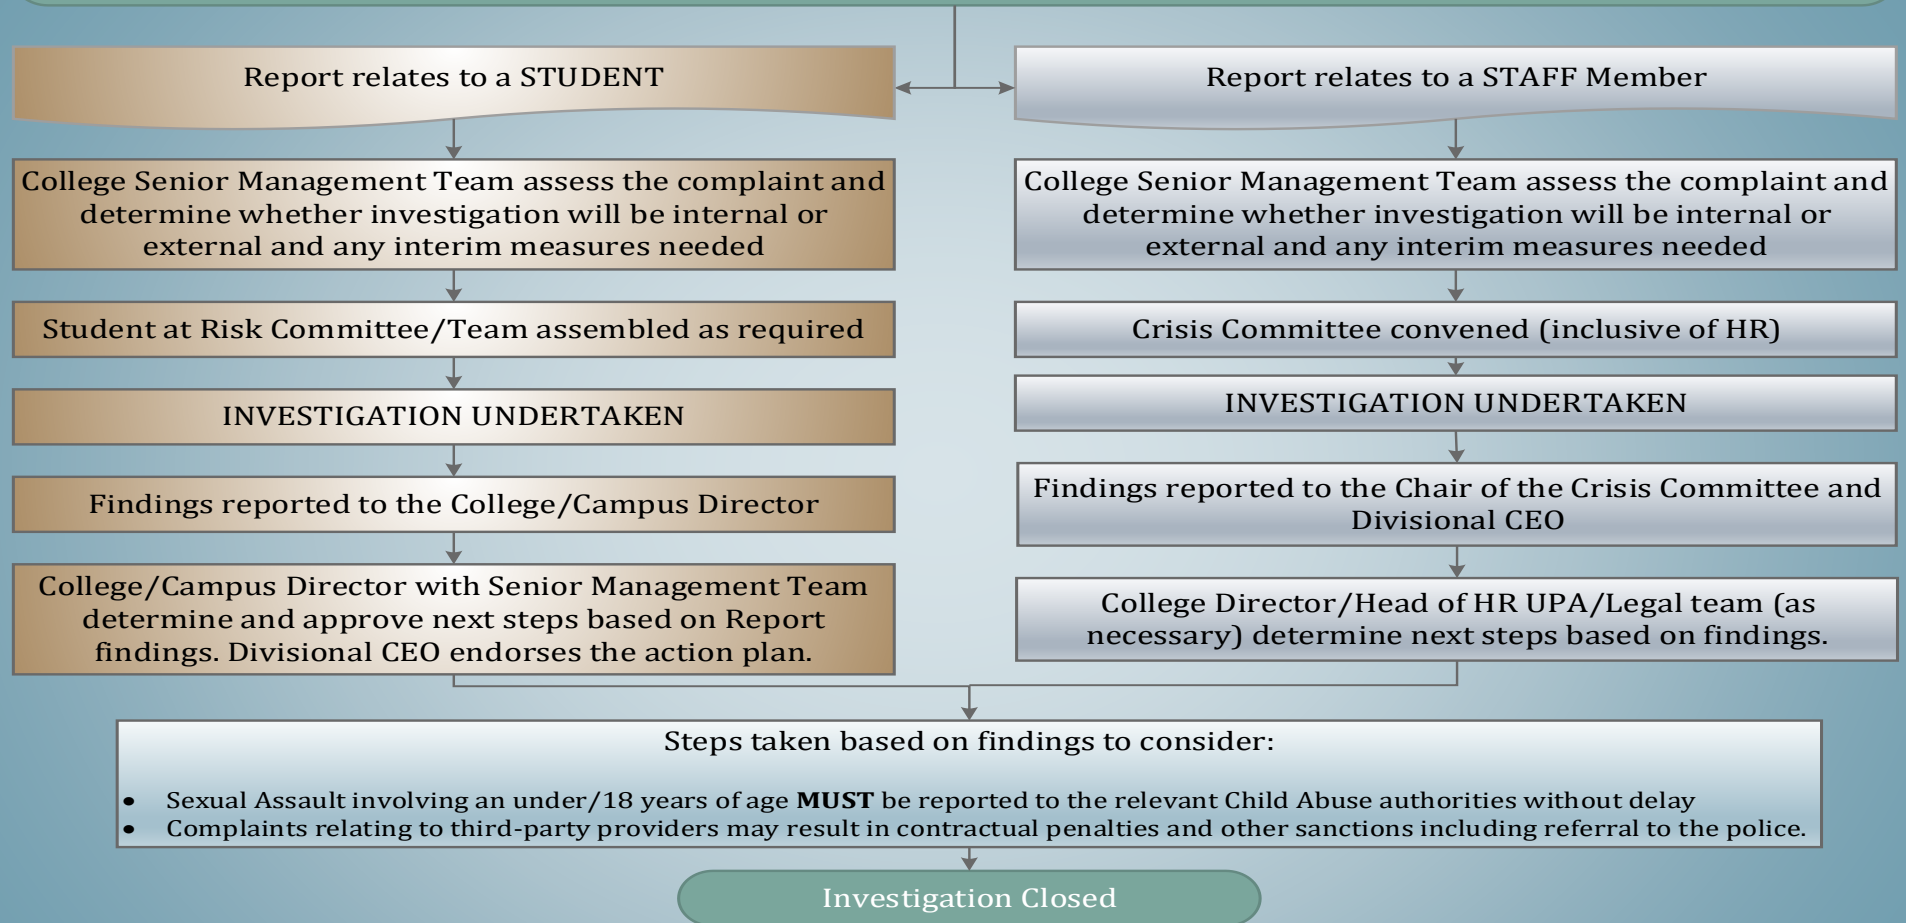 Report relates to a STUDENT
College Senior Management Team assess the complaint and
determine whether investigation will be internal or
external and any interim measures needed
Student at Risk Committee/Team assembled as required
INVESTIGATION UNDERTAKEN
Findings reported to the College/Campus Director
College/Campus Director with Senior Management Team
determine and approve next steps based on Report
findings. Divisional CEO endorses the action plan.
Report relates to a STAFF Member
College Senior Management Team assess the complaint and
determine whether investigation will be internal or
external and any interim measures needed
Crisis Committee convened (inclusive of HR)
INVESTIGATION UNDERTAKEN
Findings reported to the Chair of the Crisis Committee and
Divisional CEO
College Director/Head of HR UPA/Legal team (as
necessary) determine next steps based on findings.
Steps taken based on findings to consider:
• Sexual Assault involving an under/18 years of age MUST be reported to the relevant Child Abuse authorities without delay
• Complaints relating to third-party providers may result in contractual penalties and other sanctions including referral to the police.
Investigation Closed